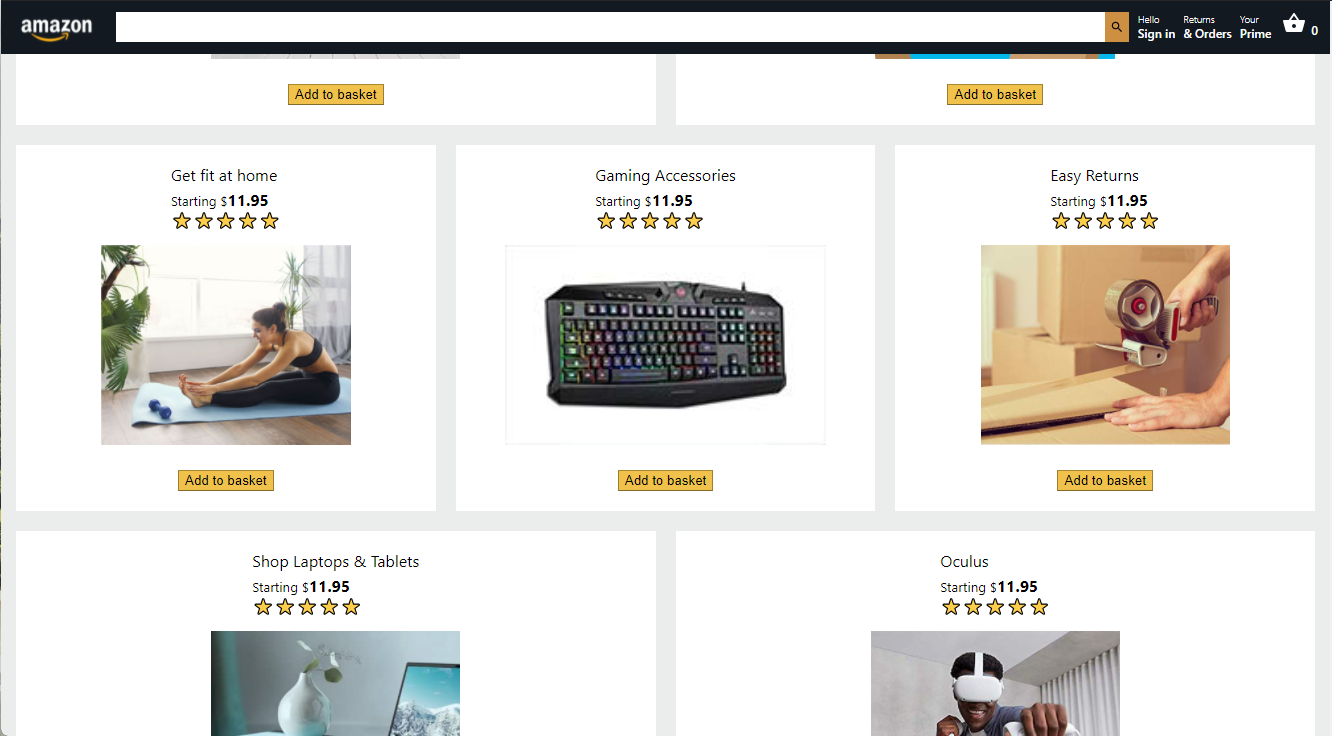 amazon
Hello
Sign in
Returns
& Orders
Your
Prime
0
Add to basket
Add to basket
Get fit at home
Starting $11.95
Gaming Accessories
Starting $11.95
Easy Returns
Starting $11.95
Add to basket
Add to basket
Add to basket
Shop Laptops & Tablets
Starting $11.95
Oculus
Starting $11.95